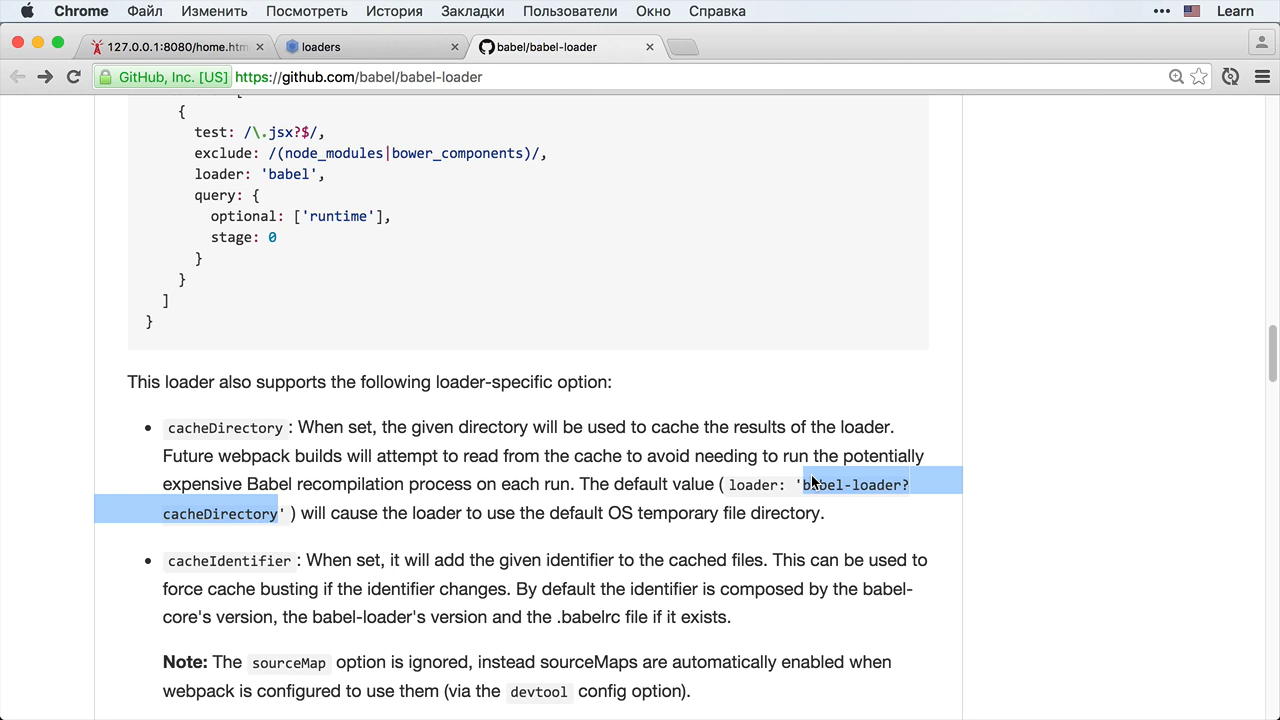 Chrome Файл Изменить Посмотреть История Закладки Пользователи Окно Справка ••• Learn
127.0.0.1:8080/home.htm loaders babel/babel-loader
GitHub, Inc. [US] https://github.com/babel/babel-loader
{
test: /\.jsx?$/,
exclude: /(node_modules|bower_components)/,
loader: 'babel',
query: {
optional: ['runtime'],
stage: 0
}
}
]
}
This loader also supports the following loader-specific option:
• cacheDirectory: When set, the given directory will be used to cache the results of the loader.
Future webpack builds will attempt to read from the cache to avoid needing to run the potentially
expensive Babel recompilation process on each run. The default value ( loader: 'babel-loader?
cacheDirectory' ) will cause the loader to use the default OS temporary file directory.
• cacheIdentifier: When set, it will add the given identifier to the cached files. This can be used to
force cache busting if the identifier changes. By default the identifier is composed by the babel-
core's version, the babel-loader's version and the .babelrc file if it exists.
Note: The sourceMap option is ignored, instead sourceMaps are automatically enabled when
webpack is configured to use them (via the devtool config option).